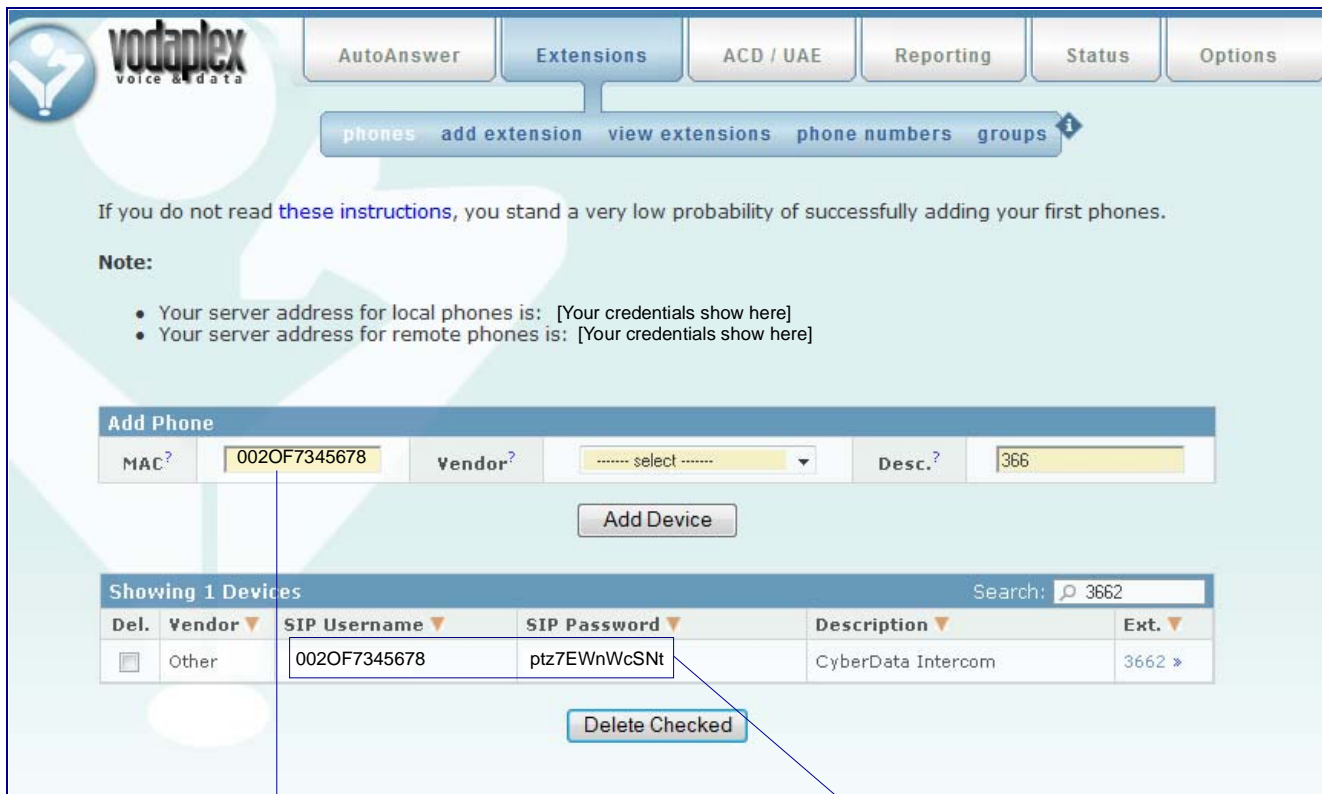 vodaplex
voice & data
AutoAnswer Extensions ACD / UAE Reporting Status Options
phones add extension view extensions phone numbers groups i
If you do not read these instructions, you stand a very low probability of successfully adding your first phones.
Note:
• Your server address for local phones is: [Your credentials show here]
• Your server address for remote phones is: [Your credentials show here]
Add Phone
MAC? 002OF7345678 Vendor? ------- select ------- Desc.? 366
Add Device
Showing 1 Devices Search: 3662
Del. Vendor SIP Username SIP Password Description Ext.
Other 002OF7345678 ptz7EWnWcSNt CyberData Intercom 3662 »
Delete Checked